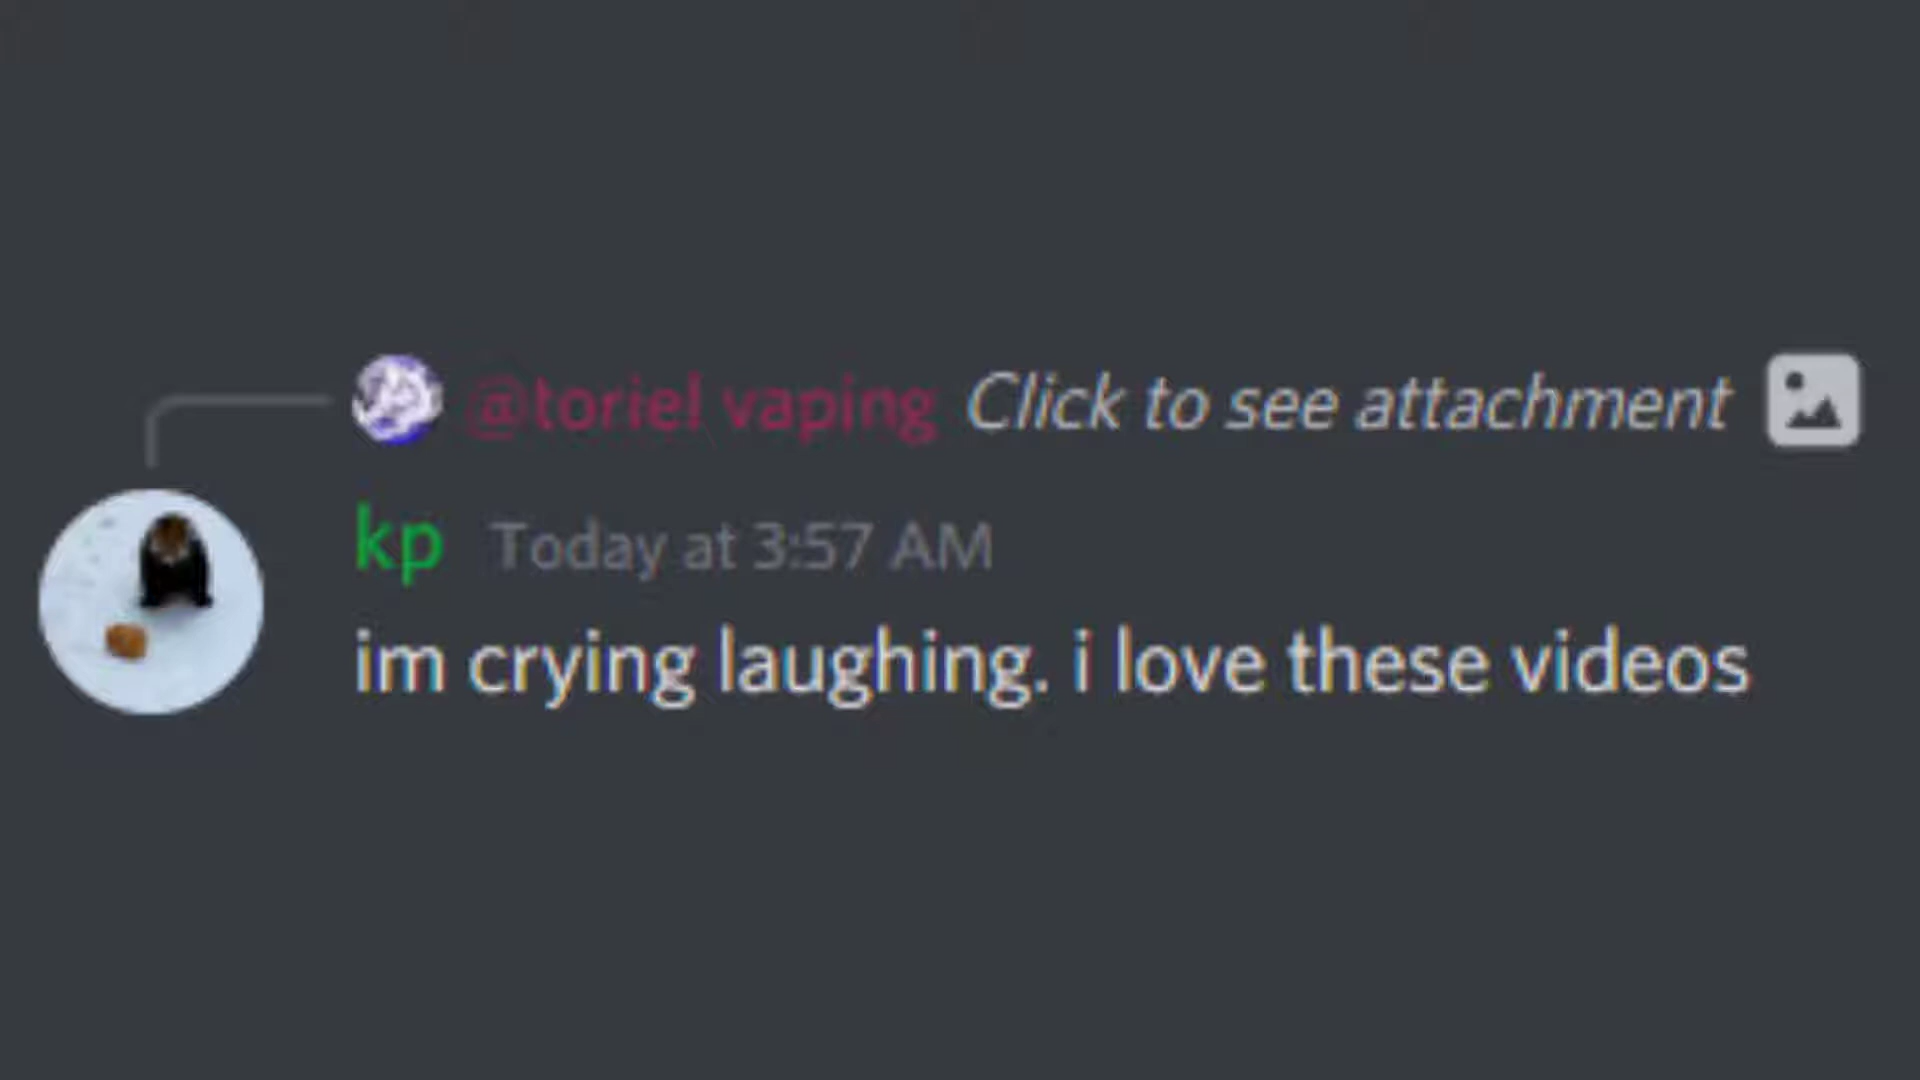 @toriel vaping Click to see attachment
kp Today at 3:57 AM
im crying laughing. i love these videos